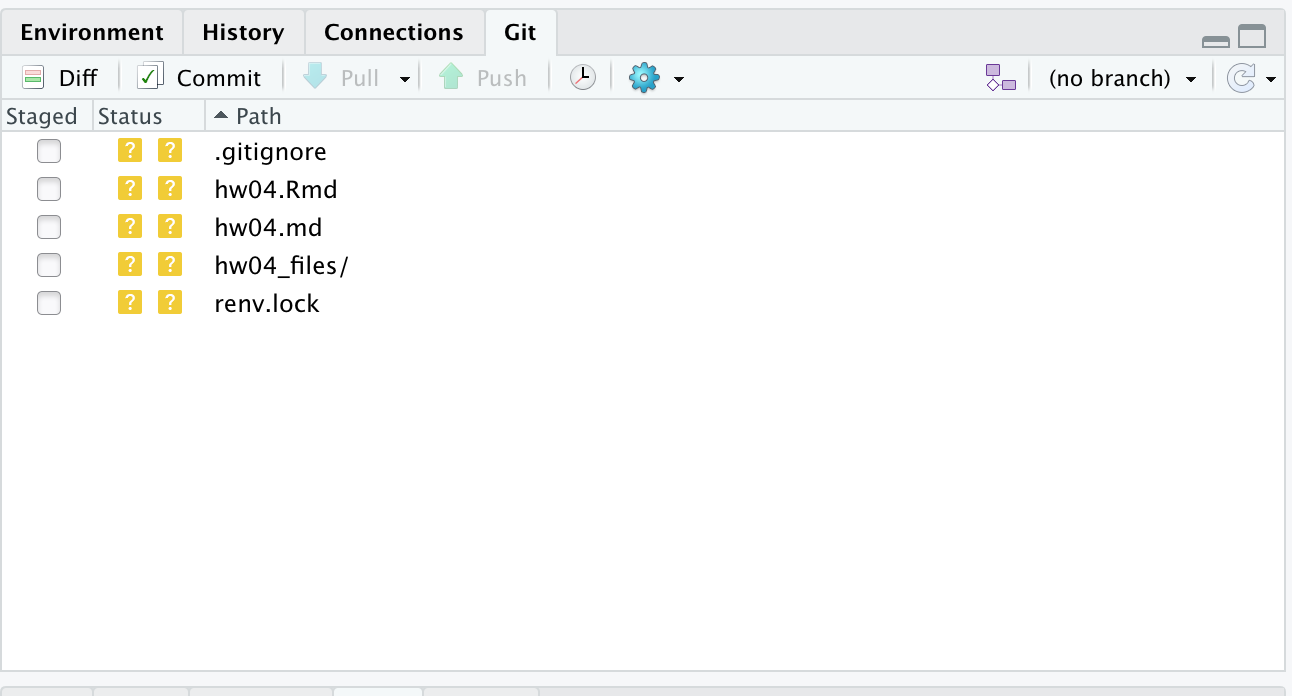 Environment History Connections Git
Diff Commit Pull Push (no branch)
Staged Status Path
? ? .gitignore
? ? hw04.Rmd
? ? hw04.md
? ? hw04_files/
? ? renv.lock